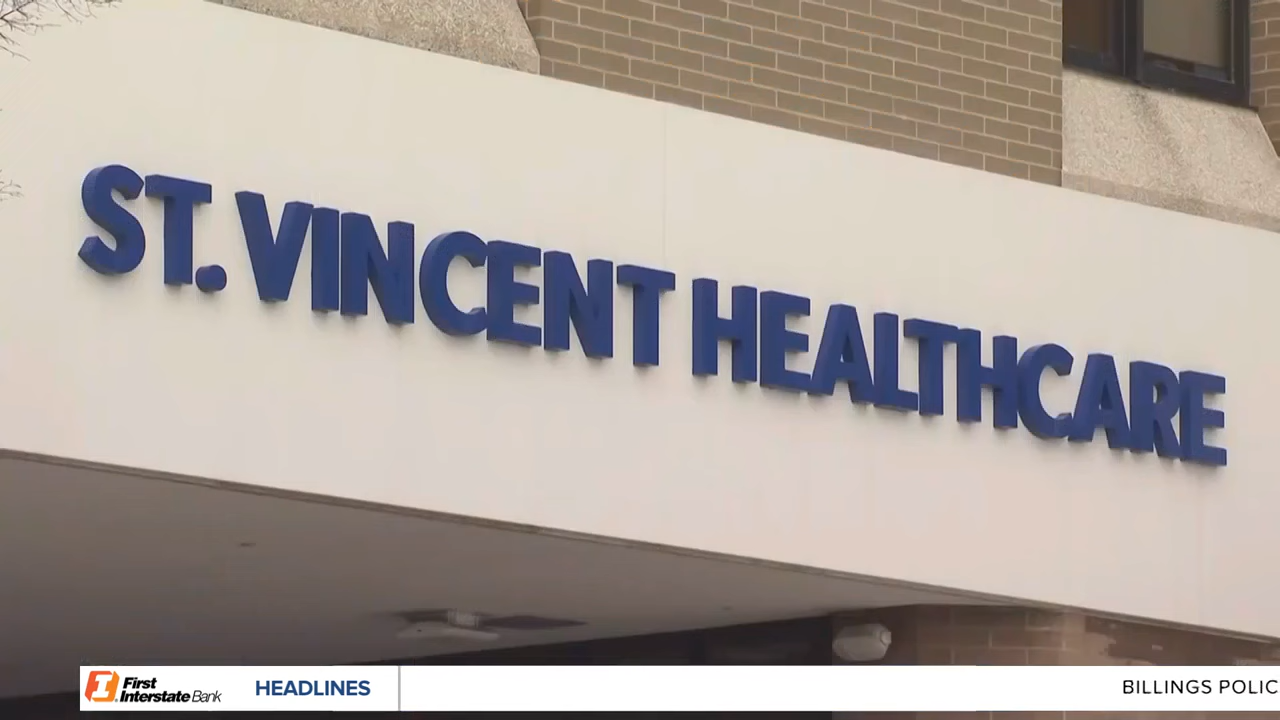 ST. VINCENT HEALTHCARE
First
Interstate Bank
HEADLINES
BILLINGS POLIC